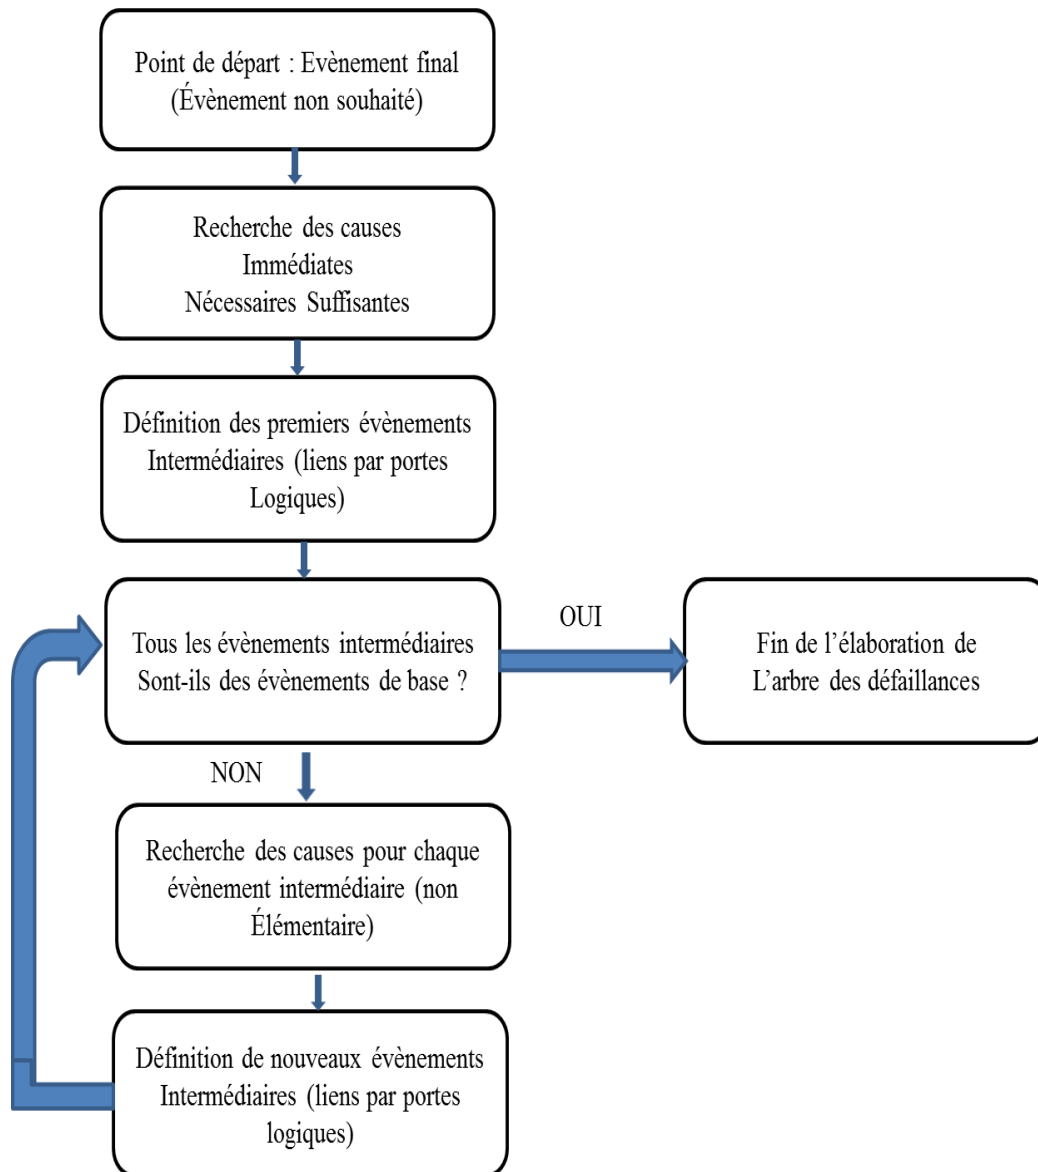 Point de départ : Evènement final
(Évènement non souhaité)
Recherche des causes
Immédiates
Nécessaires Suffisantes
Définition des premiers évènements
Intermédiaires (liens par portes
Logiques)
Tous les évènements intermédiaires
Sont-ils des évènements de base ?
OUI
Fin de l’élaboration de
L’arbre des défaillances
NON
Recherche des causes pour chaque
évènement intermédiaire (non
Élémentaire)
Définition de nouveaux évènements
Intermédiaires (liens par portes
logiques)